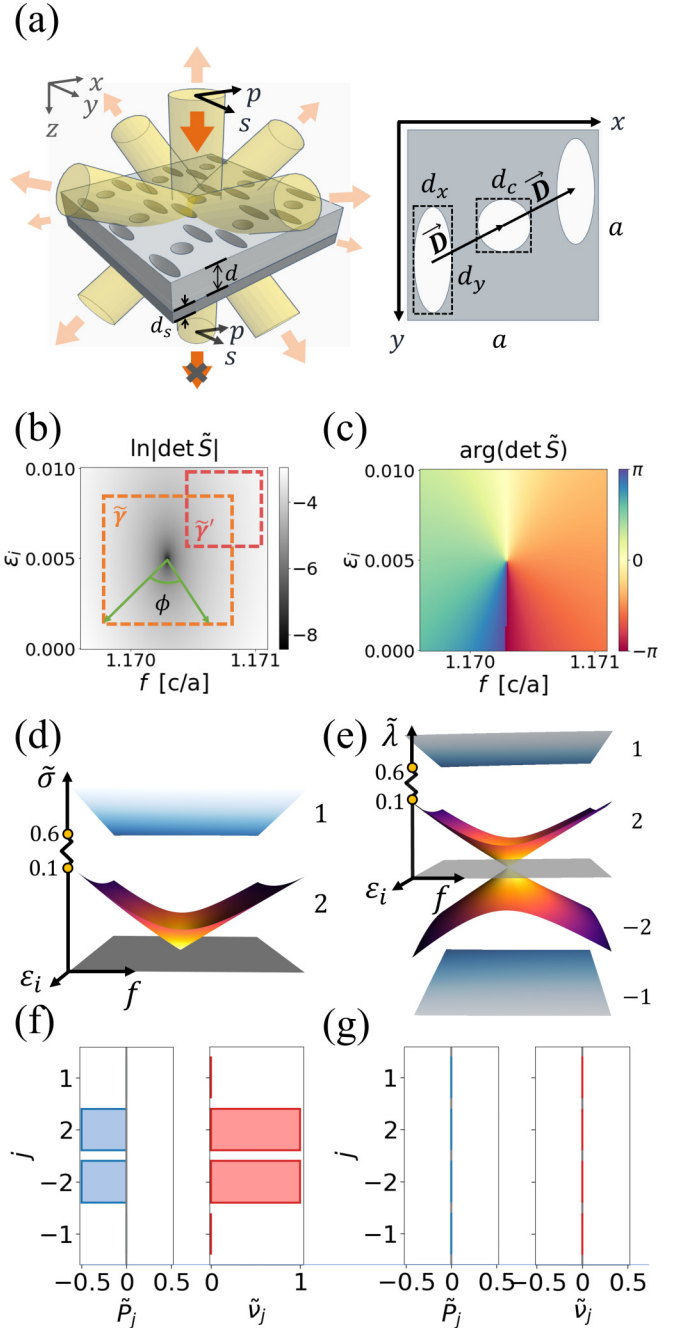 (a)
x
y
z
p
s
d
d_s
p
s
x
d_x
d_c
D⃗
D⃗
d_y
a
y
a
(b)
ln|det S̃|
0.010
0.005
0.000
ε_i
γ̃
γ̃′
ϕ
1.170
1.171
f [c/a]
−4
−6
−8
(c)
arg(det S̃)
0.010
0.005
0.000
ε_i
1.170
1.171
f [c/a]
π
0
−π
(d)
σ̃
0.6
0.1
1
2
ε_i
f
(e)
λ̃
0.6
0.1
1
2
−2
−1
ε_i
f
(f)
j
1
2
−2
−1
−0.5 0 0.5
P̃_j
0 1
ν̃_j
(g)
j
1
2
−2
−1
−0.5 0 0.5
P̃_j
−0.5 0 0.5
ν̃_j